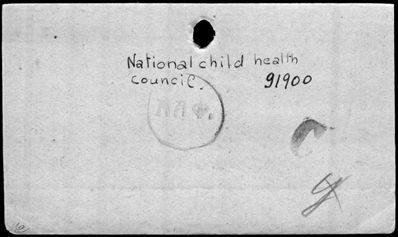 National child health
council. 91900